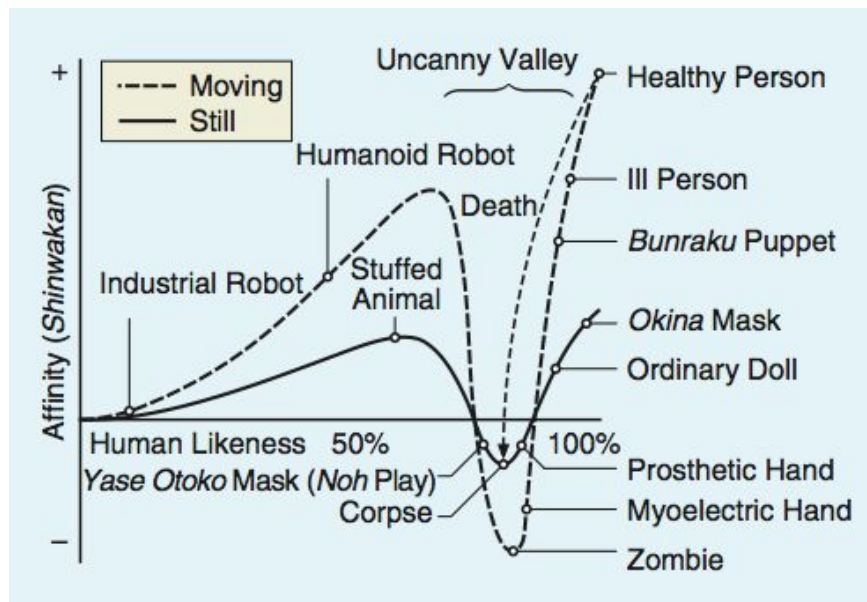 +
Moving
Still
Uncanny Valley
Healthy Person
Humanoid Robot
Death
Ill Person
Bunraku Puppet
Industrial Robot
Stuffed
Animal
Okina Mask
Ordinary Doll
Affinity (Shinwakan)
Human Likeness 50% 100%
Yase Otoko Mask (Noh Play)
Corpse
Prosthetic Hand
Myoelectric Hand
Zombie
−